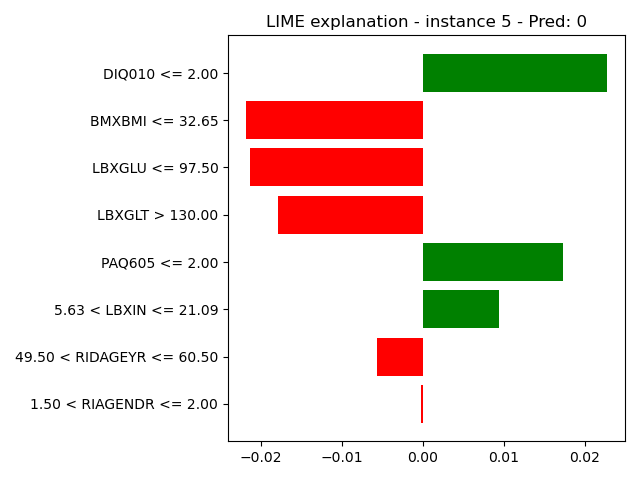 LIME explanation - instance 5 - Pred: 0
DIQ010 <= 2.00
BMXBMI <= 32.65
LBXGLU <= 97.50
LBXGLT > 130.00
PAQ605 <= 2.00
5.63 < LBXIN <= 21.09
49.50 < RIDAGEYR <= 60.50
1.50 < RIAGENDR <= 2.00
−0.02 −0.01 0.00 0.01 0.02